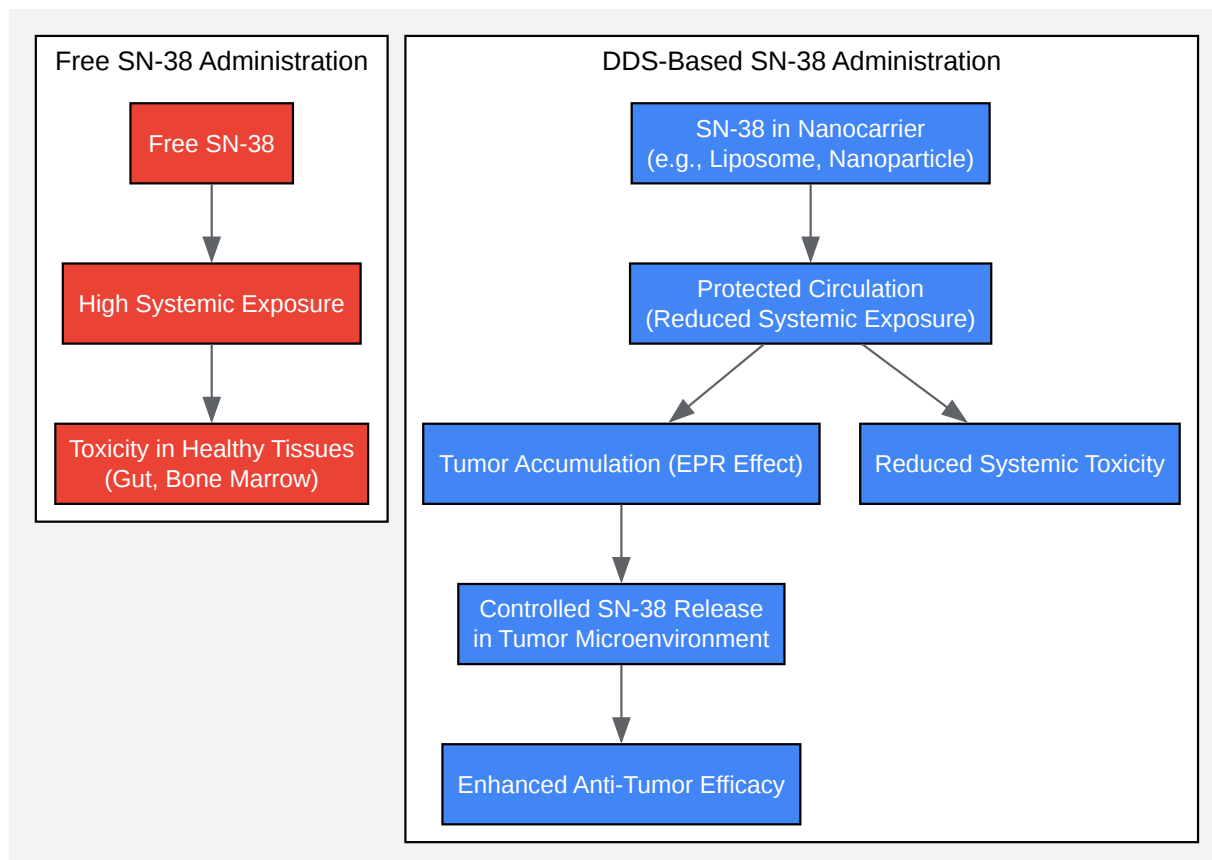 Free SN-38 Administration
Free SN-38
High Systemic Exposure
Toxicity in Healthy Tissues
(Gut, Bone Marrow)
DDS-Based SN-38 Administration
SN-38 in Nanocarrier
(e.g., Liposome, Nanoparticle)
Protected Circulation
(Reduced Systemic Exposure)
Tumor Accumulation (EPR Effect)
Reduced Systemic Toxicity
Controlled SN-38 Release
in Tumor Microenvironment
Enhanced Anti-Tumor Efficacy